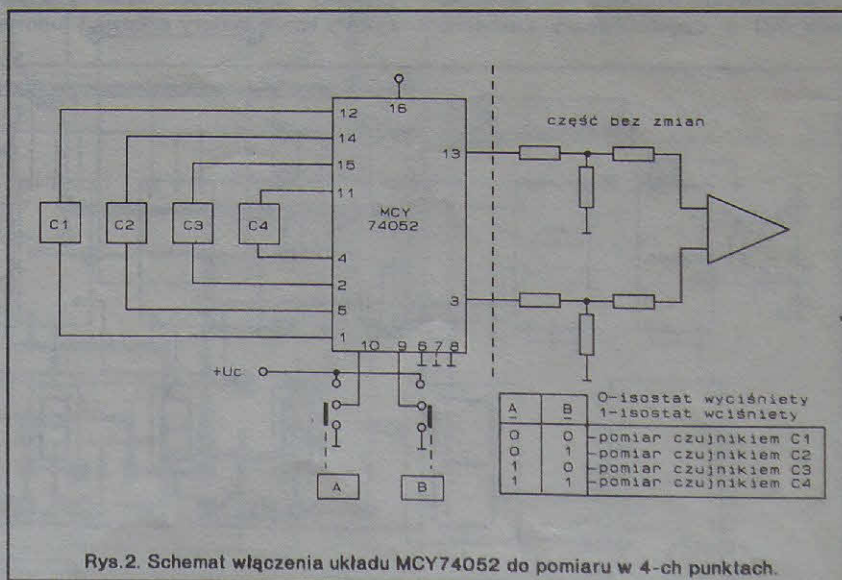 16
12
14
15
11
13
część bez zmian
MCY
74052
C1
C2
C3
C4
4
2
5
1
3
10 9 6 7 8
+Uc
A
B
0-isostat wyciśniety
1-isostat wciśniety
A B
0 0 -pomiar czujnikiem C1
0 1 -pomiar czujnikiem C2
1 0 -pomiar czujnikiem C3
1 1 -pomiar czujnikiem C4
Rys.2. Schemat włączenia układu MCY74052 do pomiaru w 4-ch punktach.